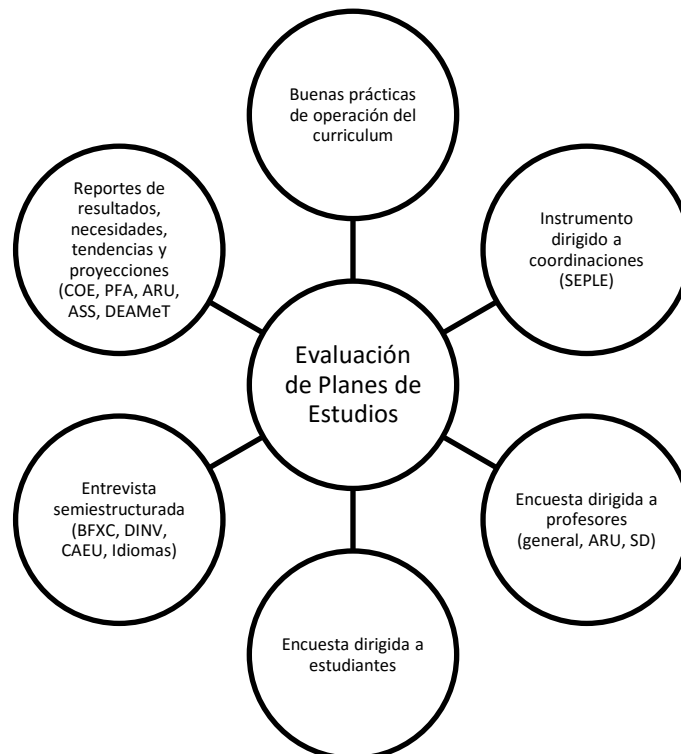 Buenas prácticas
de operación del
curriculum
Reportes de
resultados,
necesidades,
tendencias y
proyecciones
(COE, PFA, ARU,
ASS, DEAMeT
Instrumento
dirigido a
coordinaciones
(SEPLE)
Evaluación
de Planes de
Estudios
Entrevista
semiestructurada
(BFXC, DINV,
CAEU, Idiomas)
Encuesta dirigida a
profesores
(general, ARU, SD)
Encuesta dirigida a
estudiantes